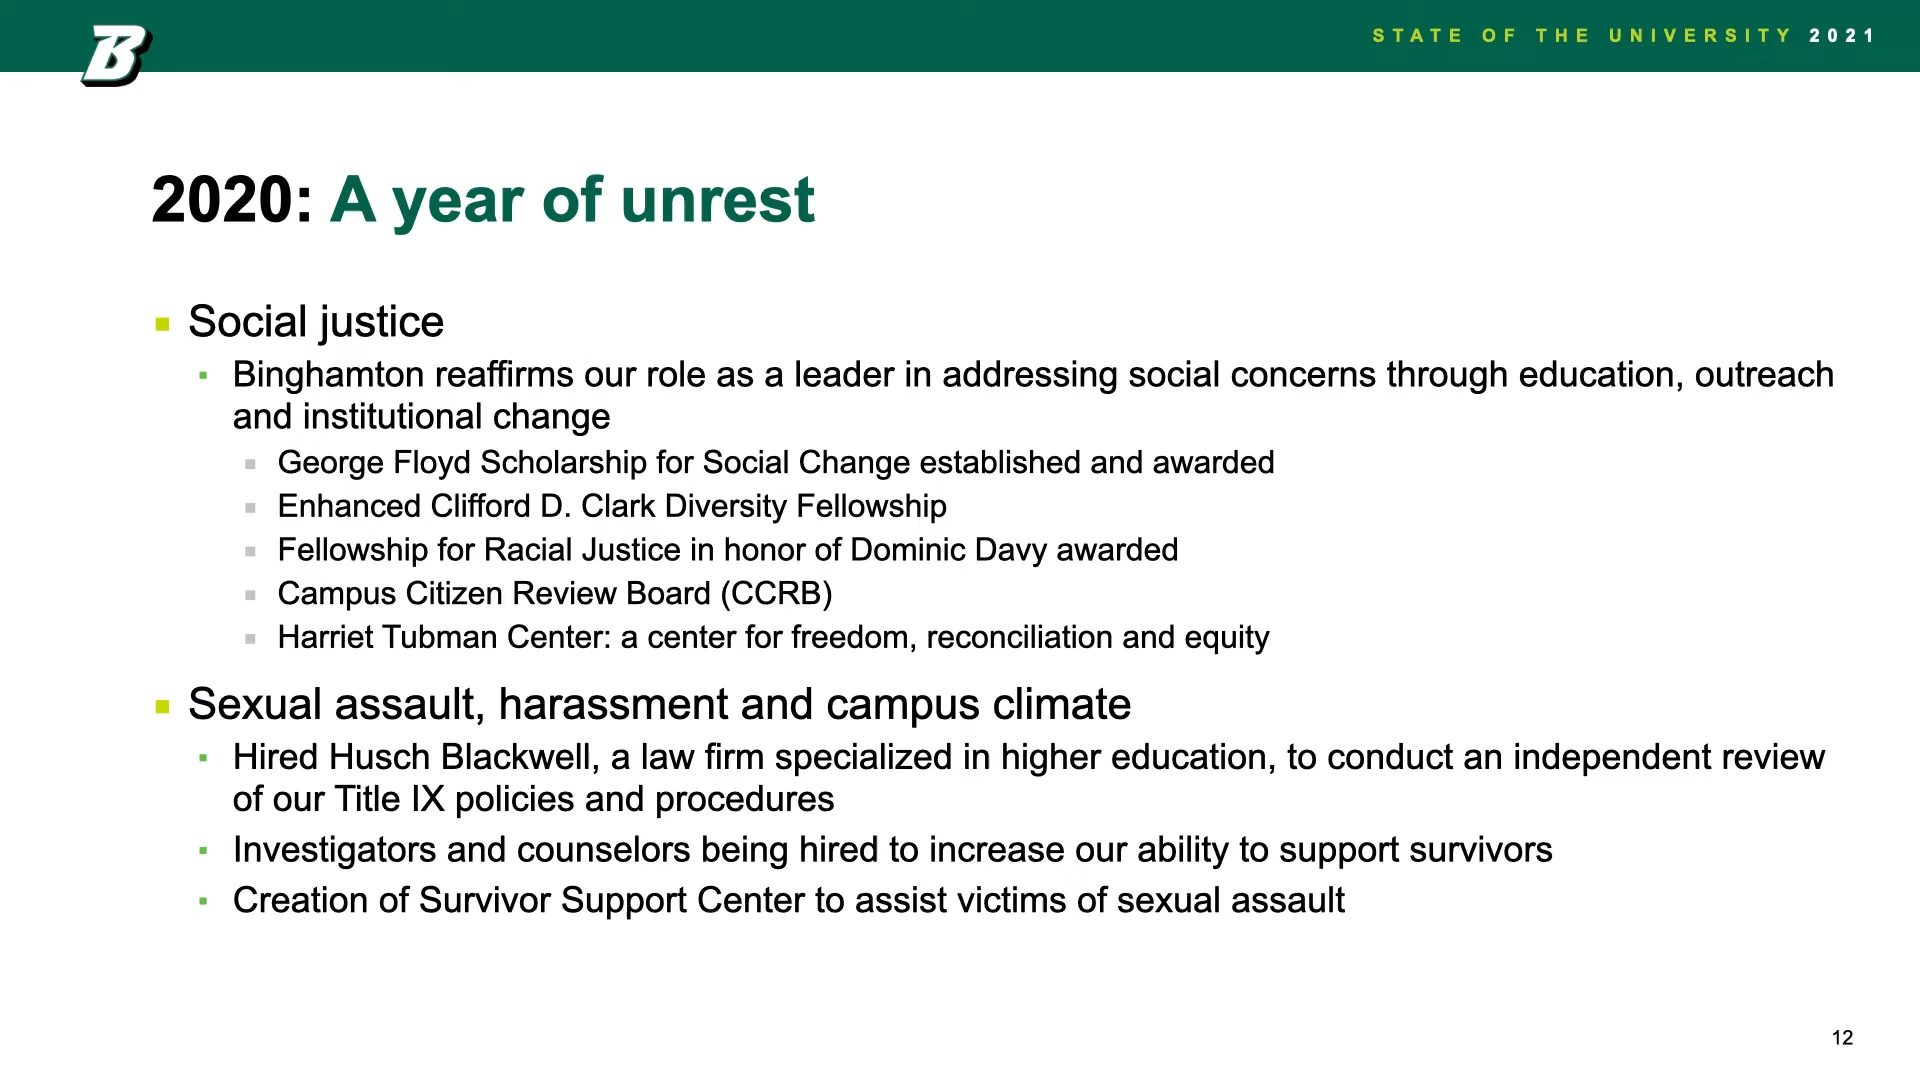 B
STATE OF THE UNIVERSITY 2021
2020: A year of unrest
Social justice
Binghamton reaffirms our role as a leader in addressing social concerns through education, outreach
and institutional change
George Floyd Scholarship for Social Change established and awarded
Enhanced Clifford D. Clark Diversity Fellowship
Fellowship for Racial Justice in honor of Dominic Davy awarded
Campus Citizen Review Board (CCRB)
Harriet Tubman Center: a center for freedom, reconciliation and equity
Sexual assault, harassment and campus climate
Hired Husch Blackwell, a law firm specialized in higher education, to conduct an independent review
of our Title IX policies and procedures
Investigators and counselors being hired to increase our ability to support survivors
Creation of Survivor Support Center to assist victims of sexual assault
12